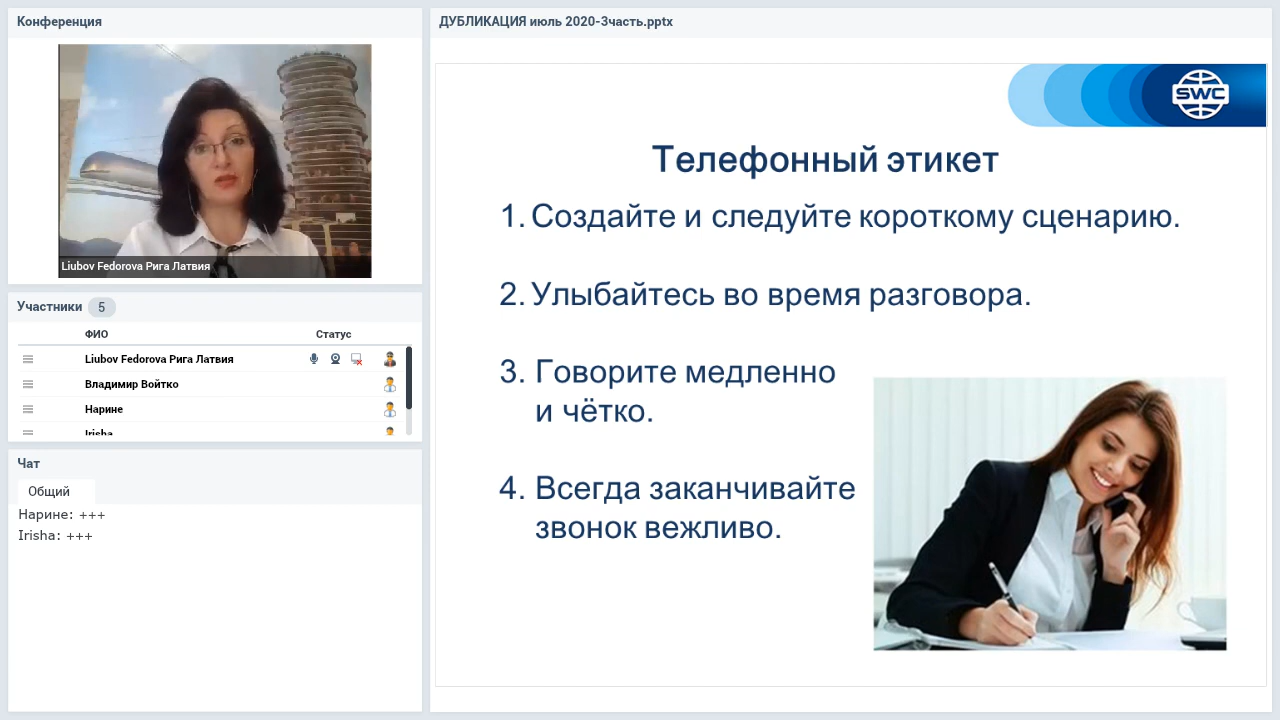 Конференция
Liubov Fedorova Рига Латвия
Участники 5
ФИО Статус
Liubov Fedorova Рига Латвия
Владимир Войтко
Нарине
Irisha
Чат
Общий
Нарине: +++
Irisha: +++
ДУБЛИКАЦИЯ июль 2020-3часть.pptx
SWC
Телефонный этикет
1. Создайте и следуйте короткому сценарию.
2. Улыбайтесь во время разговора.
3. Говорите медленно
и чётко.
4. Всегда заканчивайте
звонок вежливо.